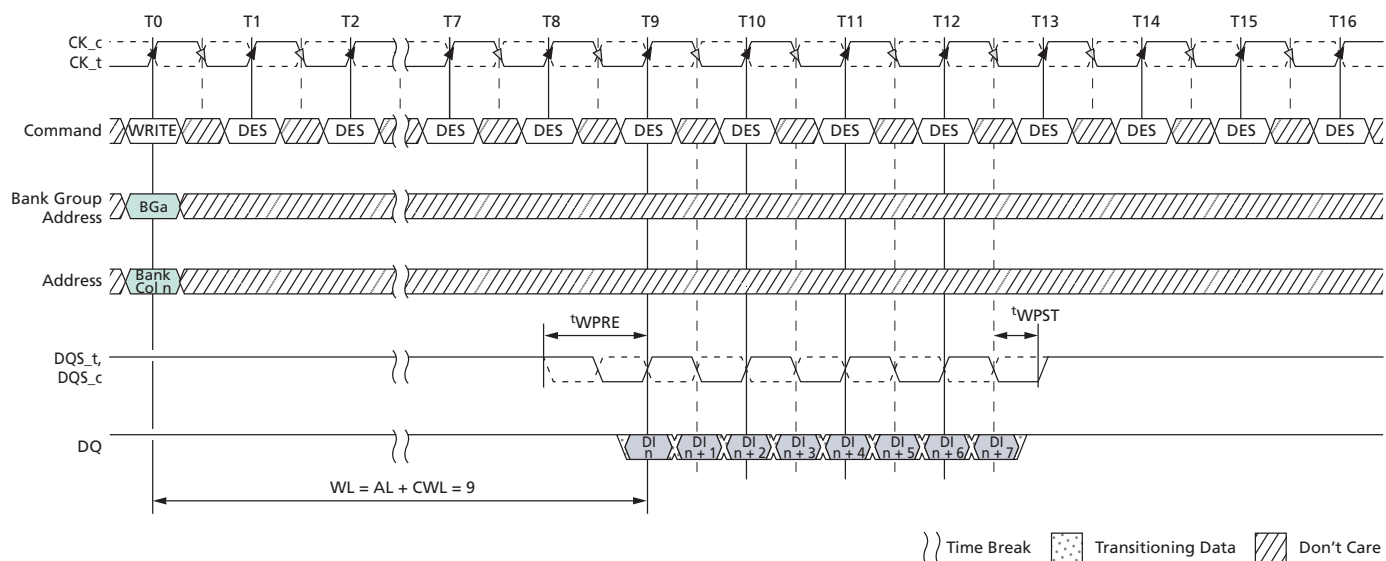 T0 T1 T2 T7 T8 T9 T10 T11 T12 T13 T14 T15 T16
CK_c
CK_t
Command WRITE DES DES DES DES DES DES DES DES DES DES DES DES
Bank Group
Address
BGa
Address
Bank
Col n
tWPRE
tWPST
DQS_t,
DQS_c
DQ
DI
n
DI
n + 1
DI
n + 2
DI
n + 3
DI
n + 4
DI
n + 5
DI
n + 6
DI
n + 7
WL = AL + CWL = 9
Time Break Transitioning Data Don't Care